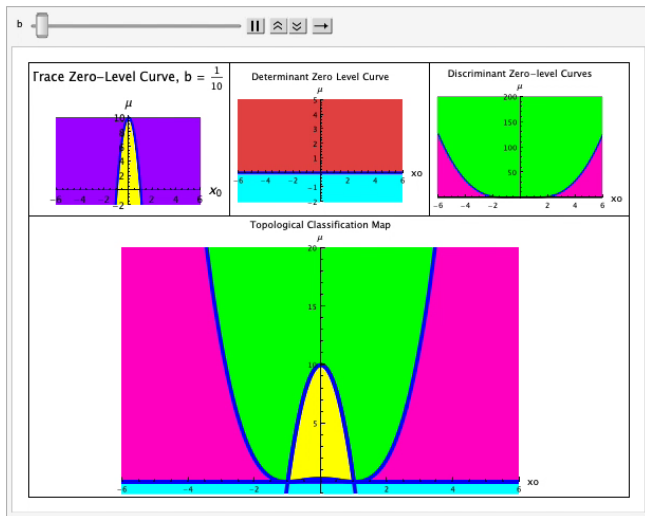 b
Trace Zero-Level Curve, b = 1/10
μ
10
8
6
4
2
-2
-6 -4 -2 2 4 6
x0
Determinant Zero Level Curve
μ
5
4
3
2
1
-1
-2
-6 -4 -2 2 4 6
xo
Discriminant Zero-level Curves
μ
200
150
100
50
-6 -4 -2 2 4 6
xo
Topological Classification Map
μ
20
15
10
5
-6 -4 -2 2 4 6
xo